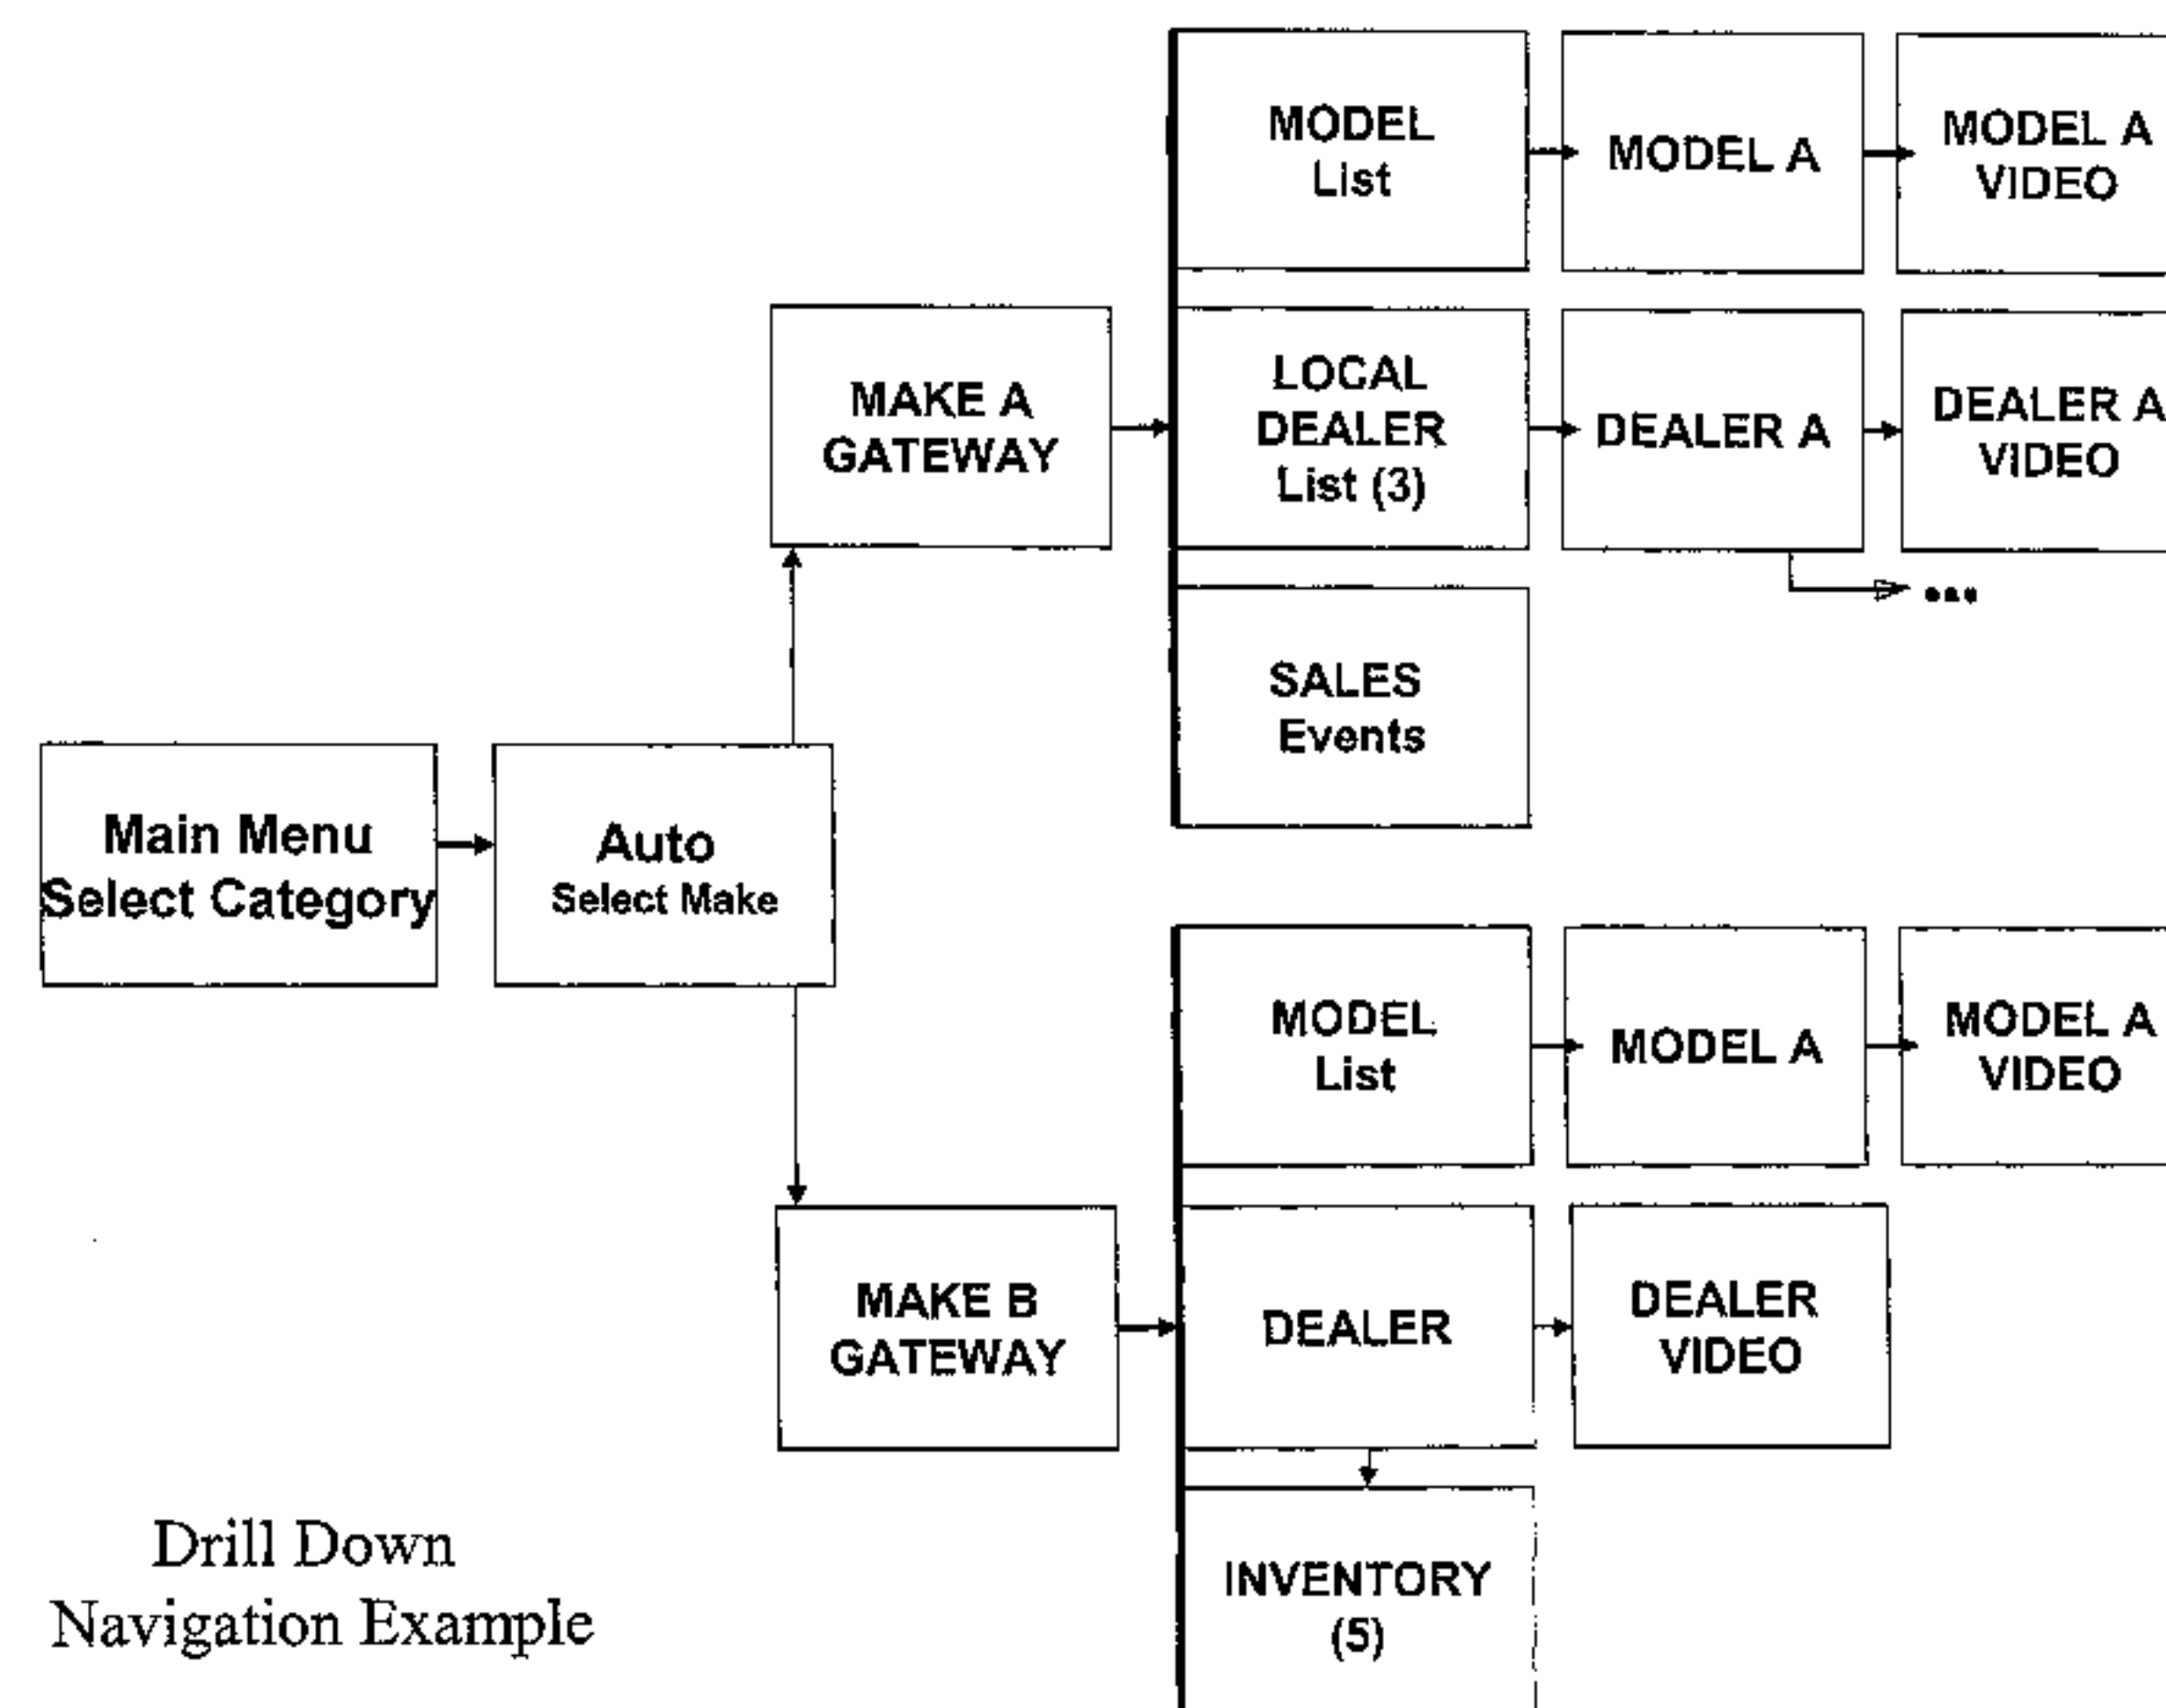 MODEL
List
MODEL A
MODEL A
VIDEO
MAKE A
GATEWAY
LOCAL
DEALER
List (3)
DEALER A
DEALER A
VIDEO
...
SALES
Events
Main Menu
Select Category
Auto
Select Make
MODEL
List
MODEL A
MODEL A
VIDEO
MAKE B
GATEWAY
DEALER
DEALER
VIDEO
INVENTORY
(5)
Drill Down
Navigation Example